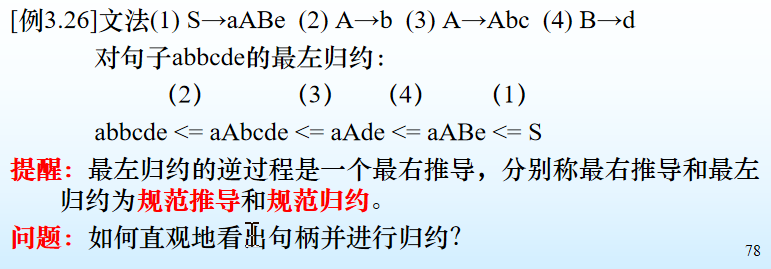 [例3.26]文法(1) S→aABe (2) A→b (3) A→Abc (4) B→d
对句子abbcde的最左归约:
(2) (3) (4) (1)
abbcde <= aAbcde <= aAde <= aABe <= S
提醒：最左归约的逆过程是一个最右推导，分别称最右推导和最左
归约为规范推导和规范归约。
问题：如何直观地看出句柄并进行归约？
78